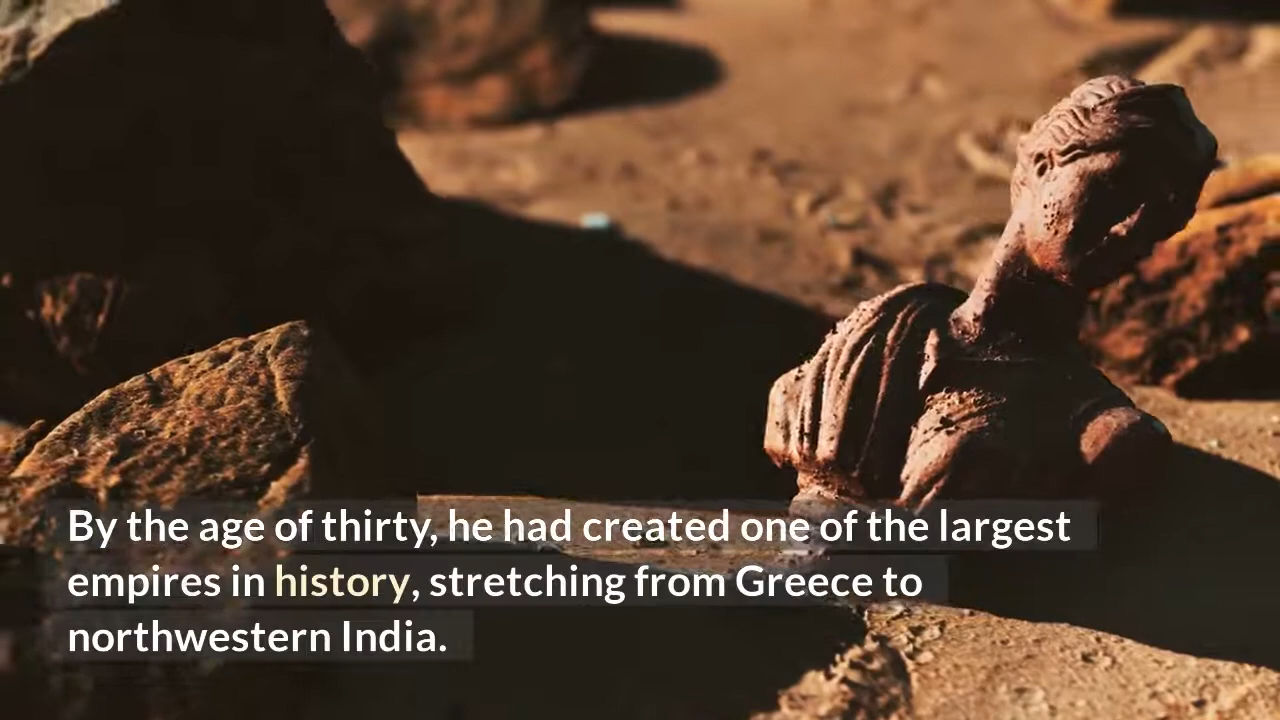 By the age of thirty, he had created one of the largest
empires in history, stretching from Greece to
northwestern India.